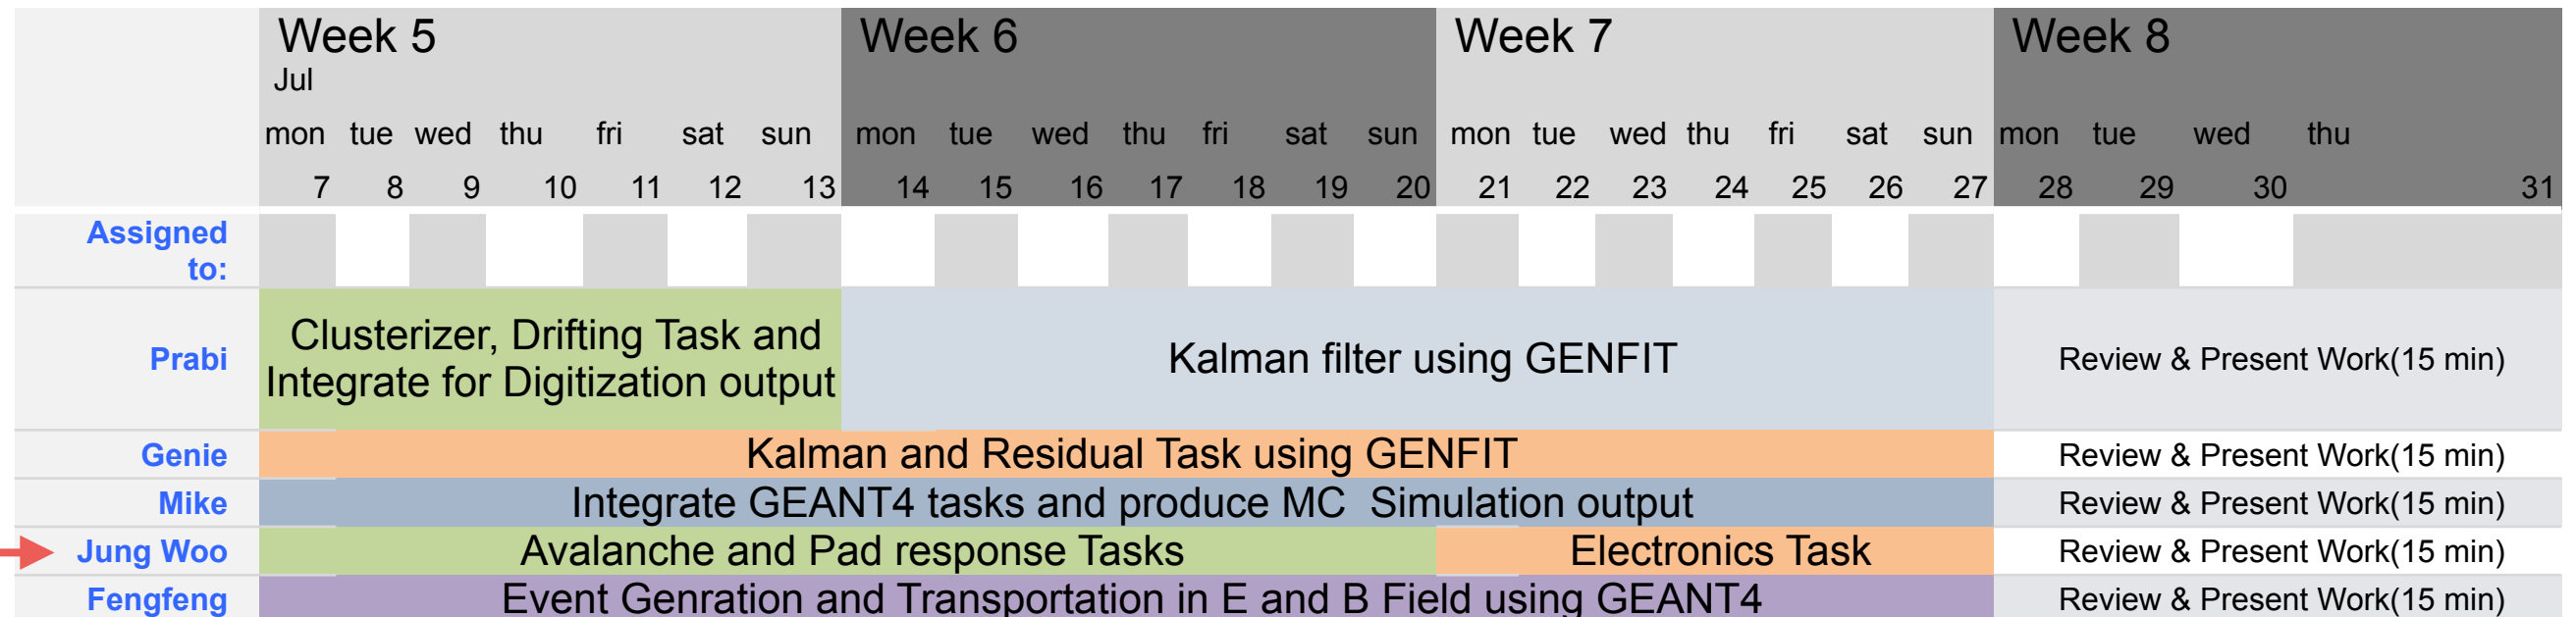 Week 5 Week 6 Week 7 Week 8
Jul
mon tue wed thu fri sat sun mon tue wed thu fri sat sun mon tue wed thu fri sat sun mon tue wed thu
7 8 9 10 11 12 13 14 15 16 17 18 19 20 21 22 23 24 25 26 27 28 29 30 31
Assigned
to:
Prabi
Clusterizer, Drifting Task and
Integrate for Digitization output
Kalman filter using GENFIT
Review & Present Work(15 min)
Genie Kalman and Residual Task using GENFIT Review & Present Work(15 min)
Mike Integrate GEANT4 tasks and produce MC Simulation output Review & Present Work(15 min)
Jung Woo Avalanche and Pad response Tasks Electronics Task Review & Present Work(15 min)
Fengfeng Event Genration and Transportation in E and B Field using GEANT4 Review & Present Work(15 min)